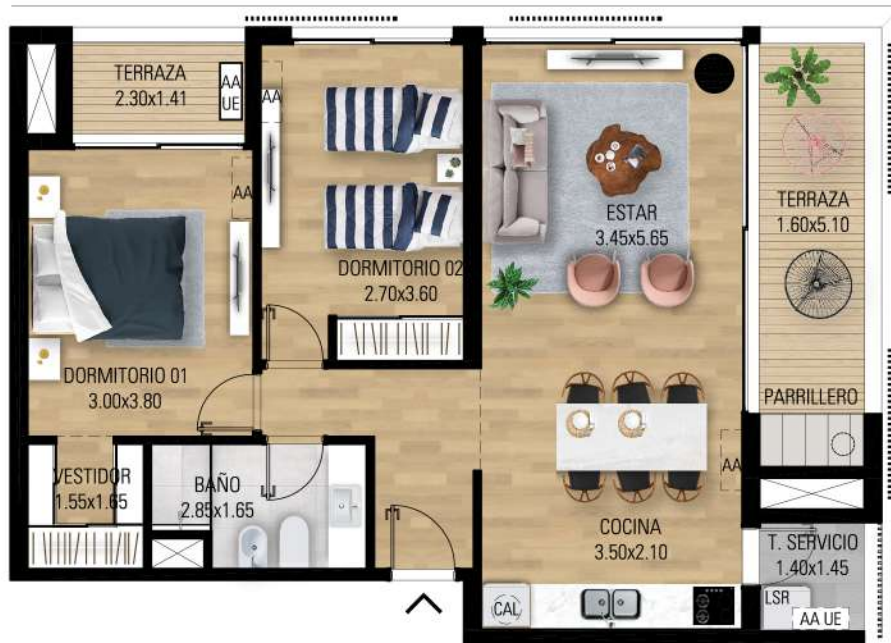 TERRAZA
2.30x1.41
AA
UE
AA
AA
DORMITORIO 02
2.70x3.60
ESTAR
3.45x5.65
TERRAZA
1.60x5.10
DORMITORIO 01
3.00x3.80
PARRILLERO
VESTIDOR
1.55x1.65
BAÑO
2.85x1.65
AA
COCINA
3.50x2.10
T. SERVICIO
1.40x1.45
CAL
LSR
AA UE